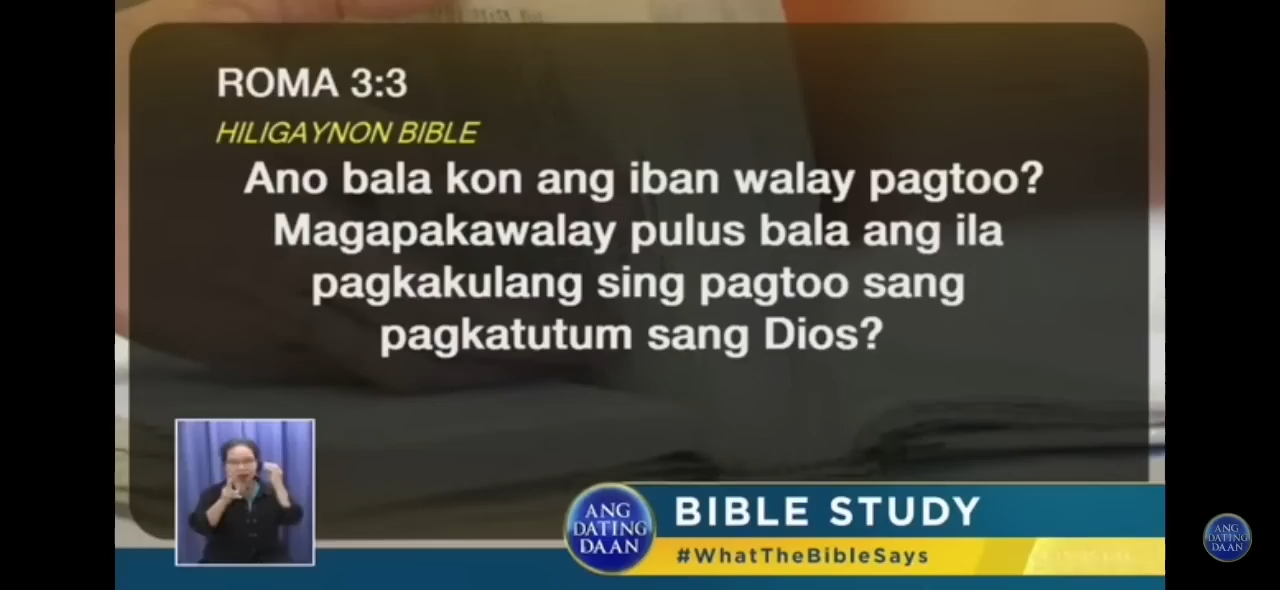 ROMA 3:3
HILIGAYNON BIBLE
Ano bala kon ang iban walay pagtoo?
Magapakawalay pulus bala ang ila
pagkakulang sing pagtoo sang
pagkatutum sang Dios?
ANG
DATING
DAAN
BIBLE STUDY
#WhatTheBibleSays
ANG
DATING
DAAN